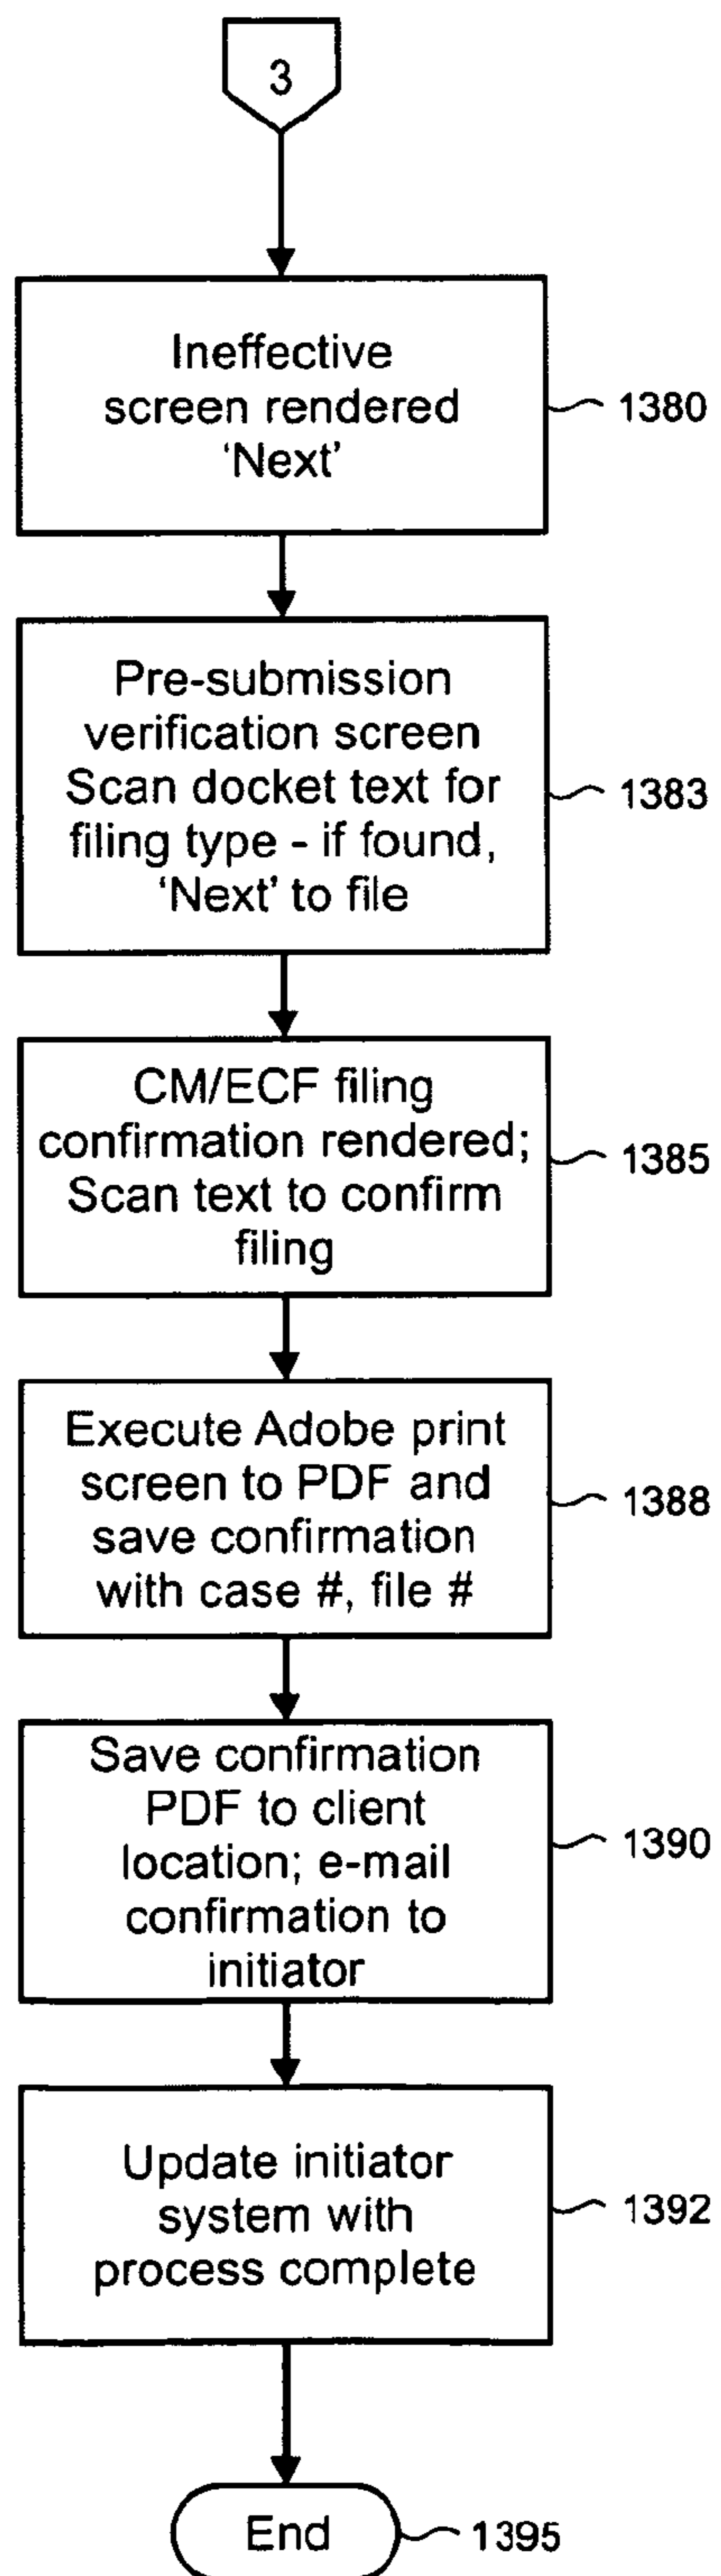 3
Ineffective
screen rendered
‘Next’
1380
Pre-submission
verification screen
Scan docket text for
filing type - if found,
‘Next’ to file
1383
CM/ECF filing
confirmation rendered;
Scan text to confirm
filing
1385
Execute Adobe print
screen to PDF and
save confirmation
with case #, file #
1388
Save confirmation
PDF to client
location; e-mail
confirmation to
initiator
1390
Update initiator
system with
process complete
1392
End
1395